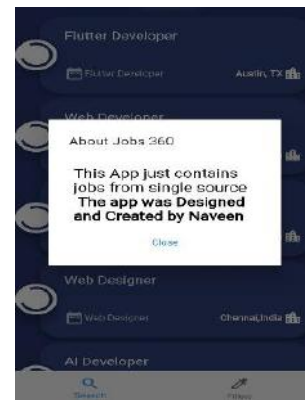 Flutter Developer
Flutter Developer
Austin, TX
Web Developer
About Jobs 360
This App just contains
jobs from single source
The app was Designed
and Created by Naveen
Close
Web Designer
Web Designer
Chennai,India
AI Developer
Search